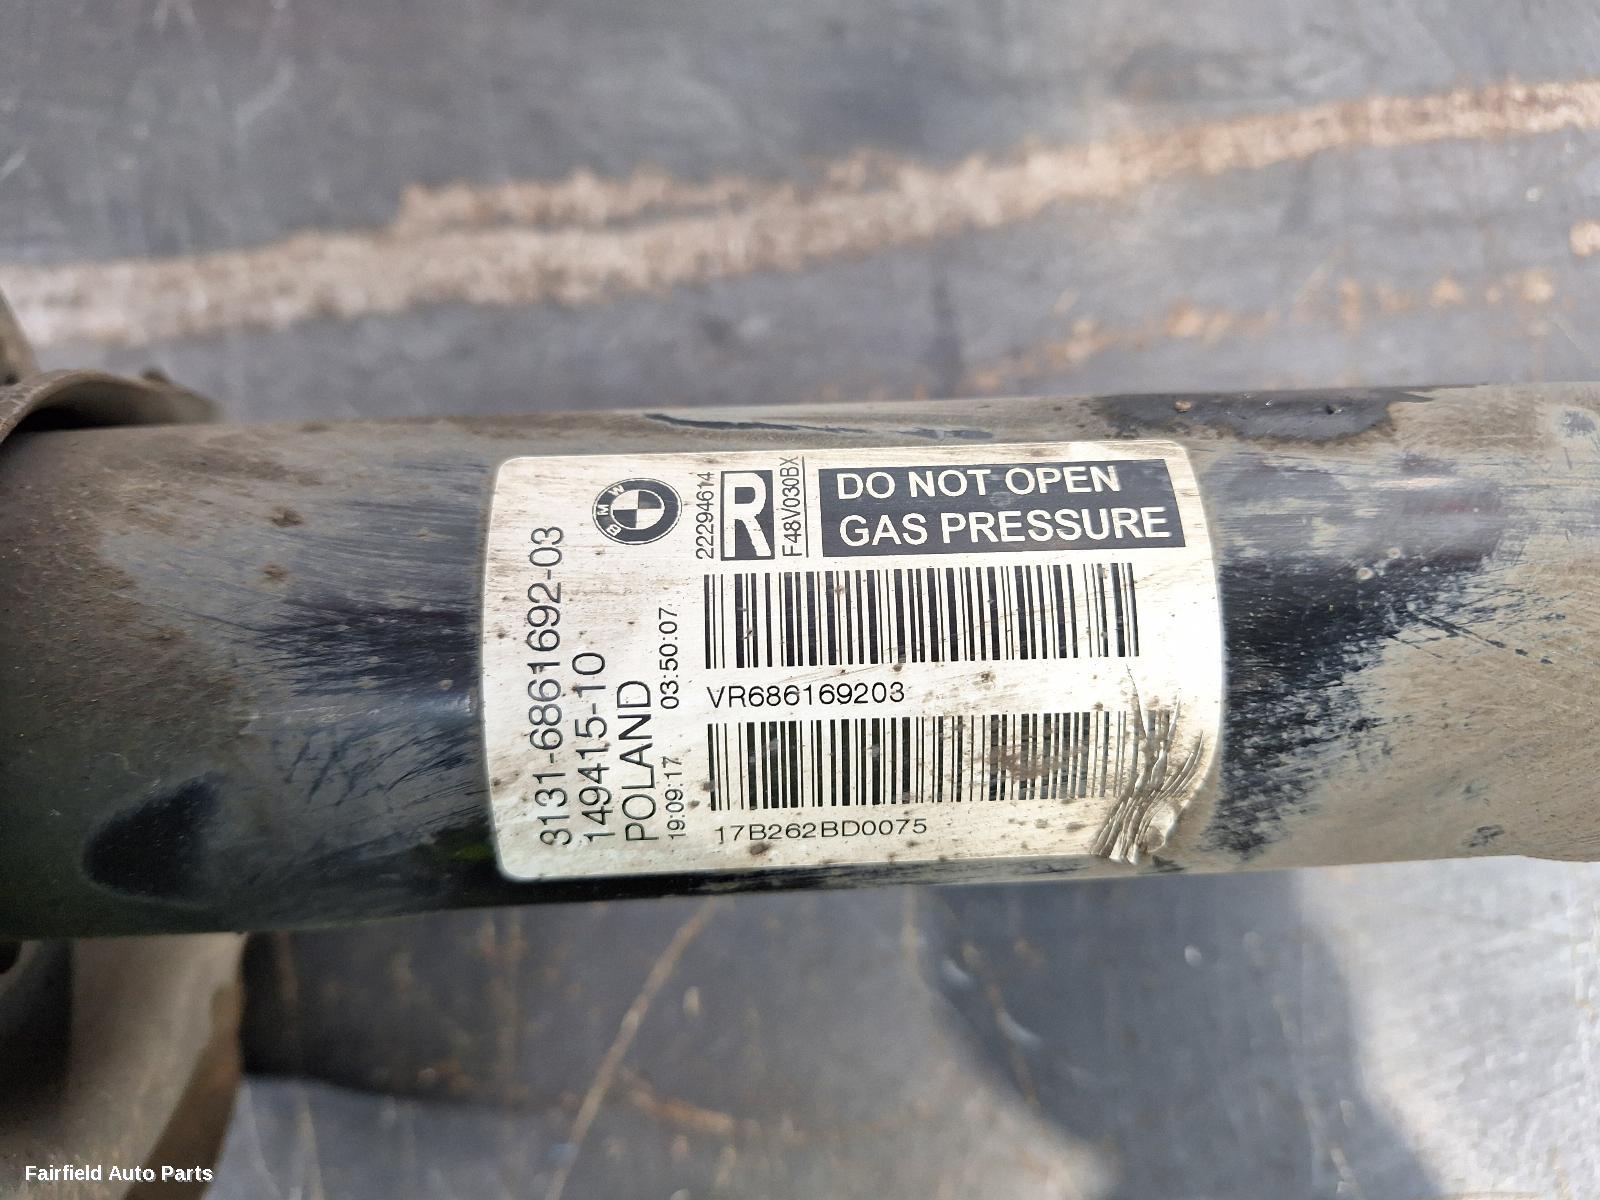 3131-6861692-03
149415-10
POLAND
19:09:17 03:50:07
BMW
22294614
R
F48V030BX
DO NOT OPEN
GAS PRESSURE
VR686169203
17B262BD0075
Fairfield Auto Parts